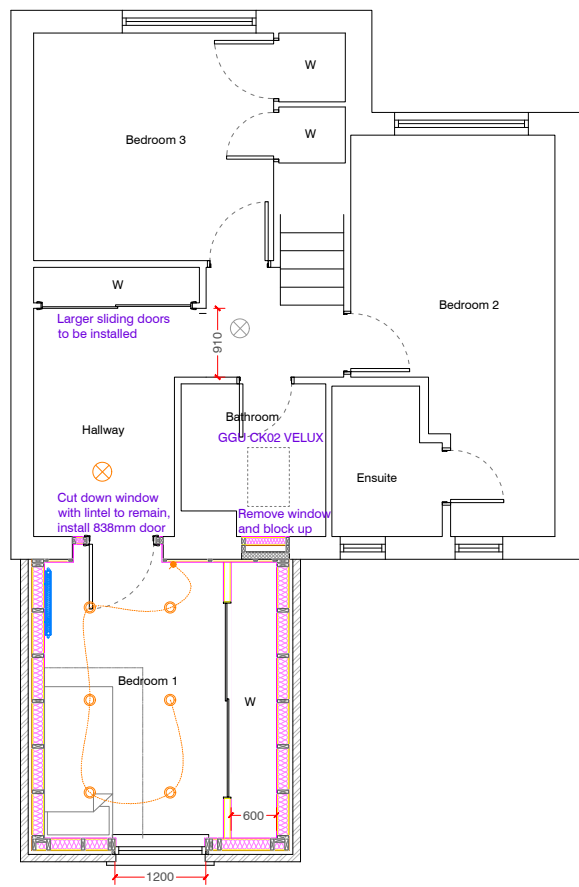 W
Bedroom 3
W
W
Bedroom 2
Larger sliding doors
to be installed
910
Hallway
Bathroom
GGU CK02 VELUX
Ensuite
Cut down window
with lintel to remain,
install 838mm door
Remove window
and block up
Bedroom 1
W
600
1200